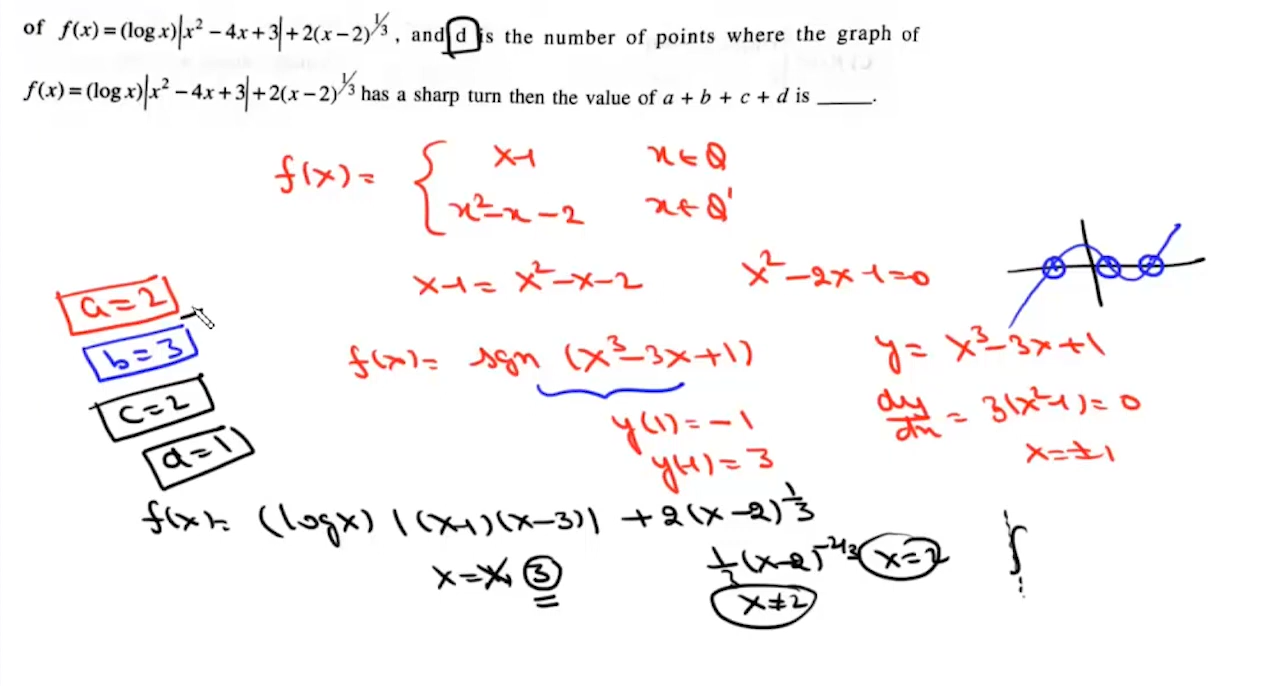 of f(x) = (log x)|x² – 4x + 3| + 2(x – 2)^1/3 , and d is the number of points where the graph of
f(x) = (log x)|x² – 4x + 3| + 2(x – 2)^1/3 has a sharp turn then the value of a + b + c + d is ____.
f(x) = { x-1 x ∈ Q
x²-x-2 x ∈ Q'
x-1 = x²-x-2 x²-2x-1=0
a=2
b=3
f(x) = sgn (x³-3x+1) y = x³-3x+1
c=2
y(1) = -1 dy/dx = 3(x²-1) = 0
d=1
y(-1) = 3 x=±1
f(x) = (log x) |(x-1)(x-3)| + 2(x-2)^1/3
x=1, 3 1/3 (x-2)^-2/3 x=2
x≠2